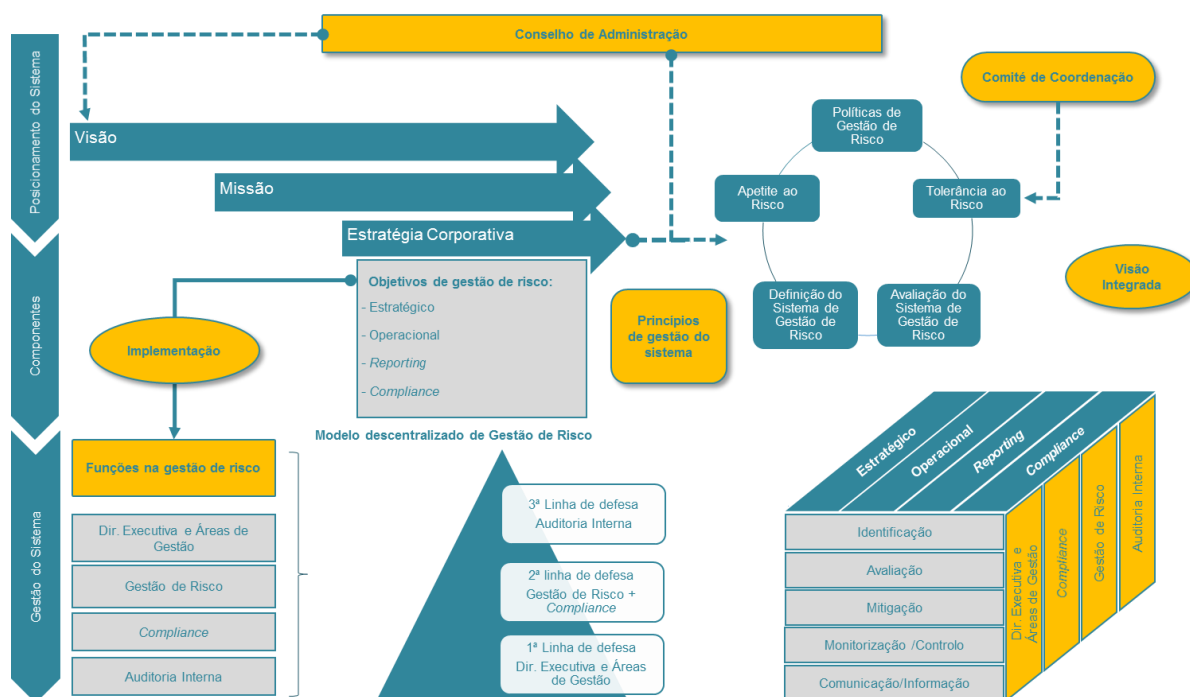 Conselho de Administração
Comité de Coordenação
Posicionamento do Sistema
Visão
Missão
Estratégia Corporativa
Políticas de
Gestão de
Risco
Apetite ao
Risco
Tolerância ao
Risco
Definição do
Sistema de
Gestão de Risco
Avaliação do
Sistema de
Gestão de Risco
Visão
Integrada
Componentes
Implementação
Objetivos de gestão de risco:
- Estratégico
- Operacional
- Reporting
- Compliance
Princípios
de gestão do
sistema
Gestão do Sistema
Funções na gestão de risco
Dir. Executiva e Áreas de
Gestão
Gestão de Risco
Compliance
Auditoria Interna
Modelo descentralizado de Gestão de Risco
3ª Linha de defesa
Auditoria Interna
2ª linha de defesa
Gestão de Risco +
Compliance
1ª Linha de defesa
Dir. Executiva e Áreas
de Gestão
Estratégico
Operacional
Reporting
Compliance
Identificação
Avaliação
Mitigação
Monitorização /Controlo
Comunicação/Informação
Dir. Executiva e
Áreas de Gestão
Compliance
Gestão de Risco
Auditoria Interna